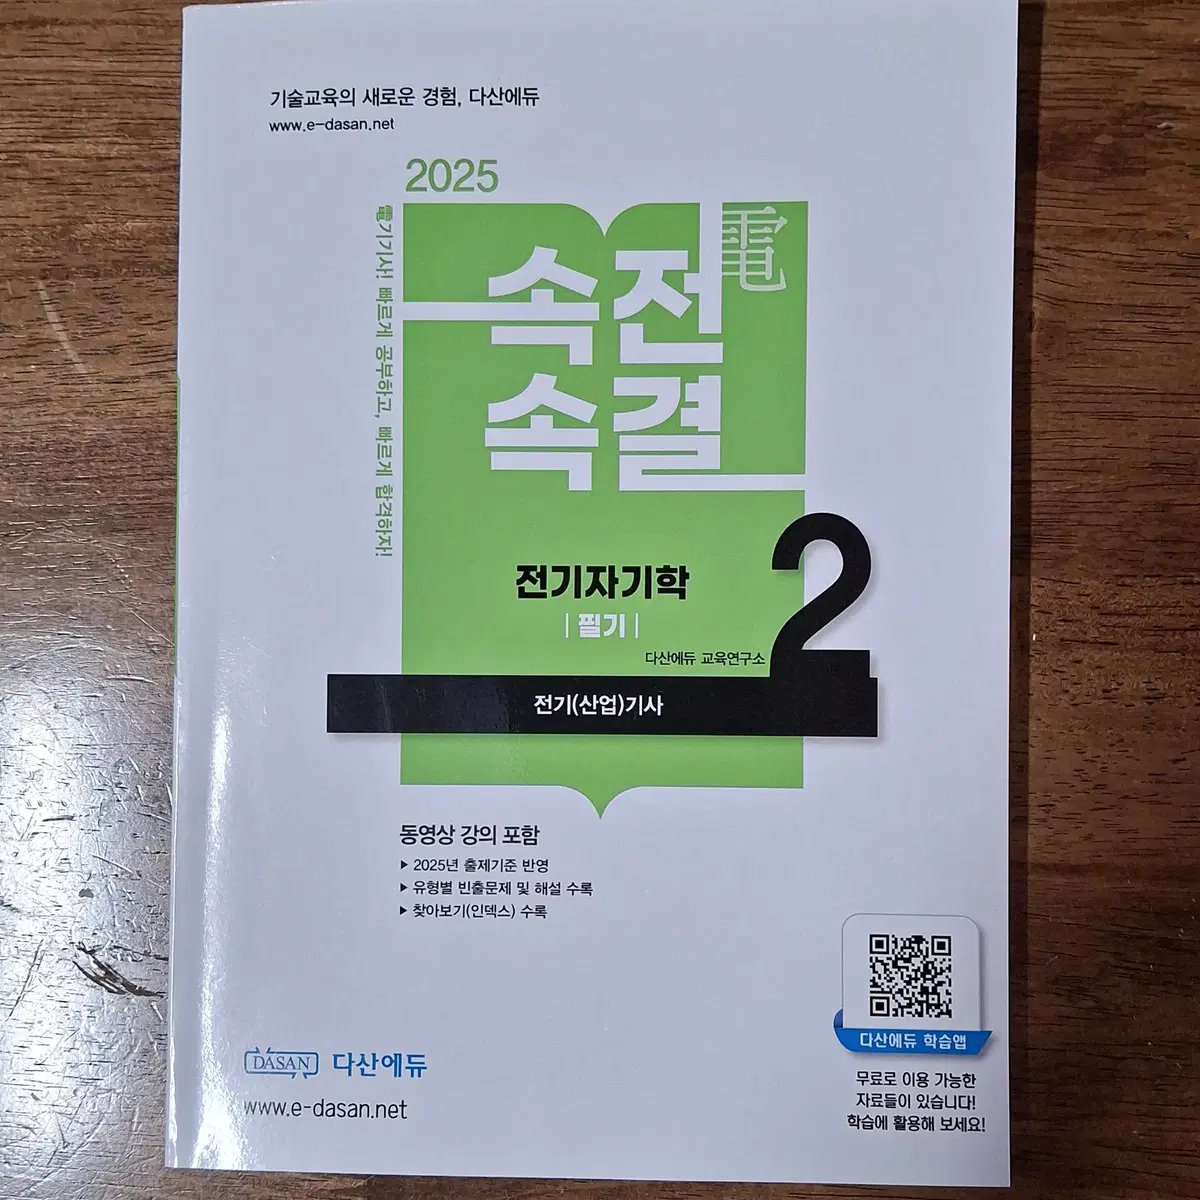 기술교육의 새로운 경험, 다산에듀
www.e-dasan.net
2025
電기기사! 빠르게 공부하고, 빠르게 합격하자!
電
속전
속결
전기자기학
|필기|
2
다산에듀 교육연구소
전기(산업)기사
동영상 강의 포함
▶ 2025년 출제기준 반영
▶ 유형별 빈출문제 및 해설 수록
▶ 찾아보기(인덱스) 수록
다산에듀 학습앱
무료로 이용 가능한
자료들이 있습니다!
학습에 활용해 보세요!
DASAN 다산에듀
www.e-dasan.net